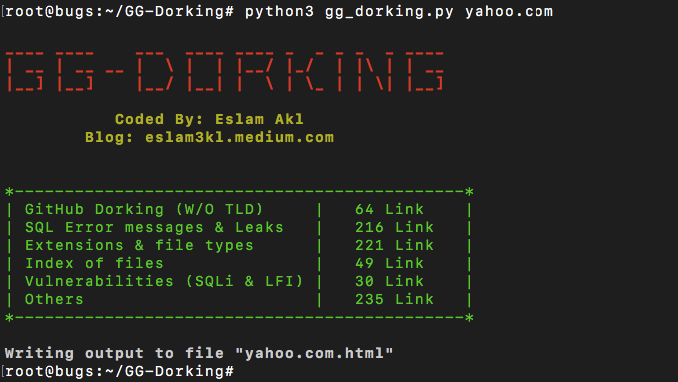 [root@bugs:~/GG-Dorking# python3 gg_dorking.py yahoo.com
GG-DORKING
Coded By: Eslam Akl
Blog: eslam3kl.medium.com
*---------------------------------------------*
| GitHub Dorking (W/O TLD)     |   64 Link    |
| SQL Error messages & Leaks   |   216 Link   |
| Extensions & file types      |   221 Link   |
| Index of files               |   49 Link    |
| Vulnerabilities (SQLi & LFI) |   30 Link    |
| Others                       |   235 Link   |
*---------------------------------------------*
Writing output to file "yahoo.com.html"
[root@bugs:~/GG-Dorking#